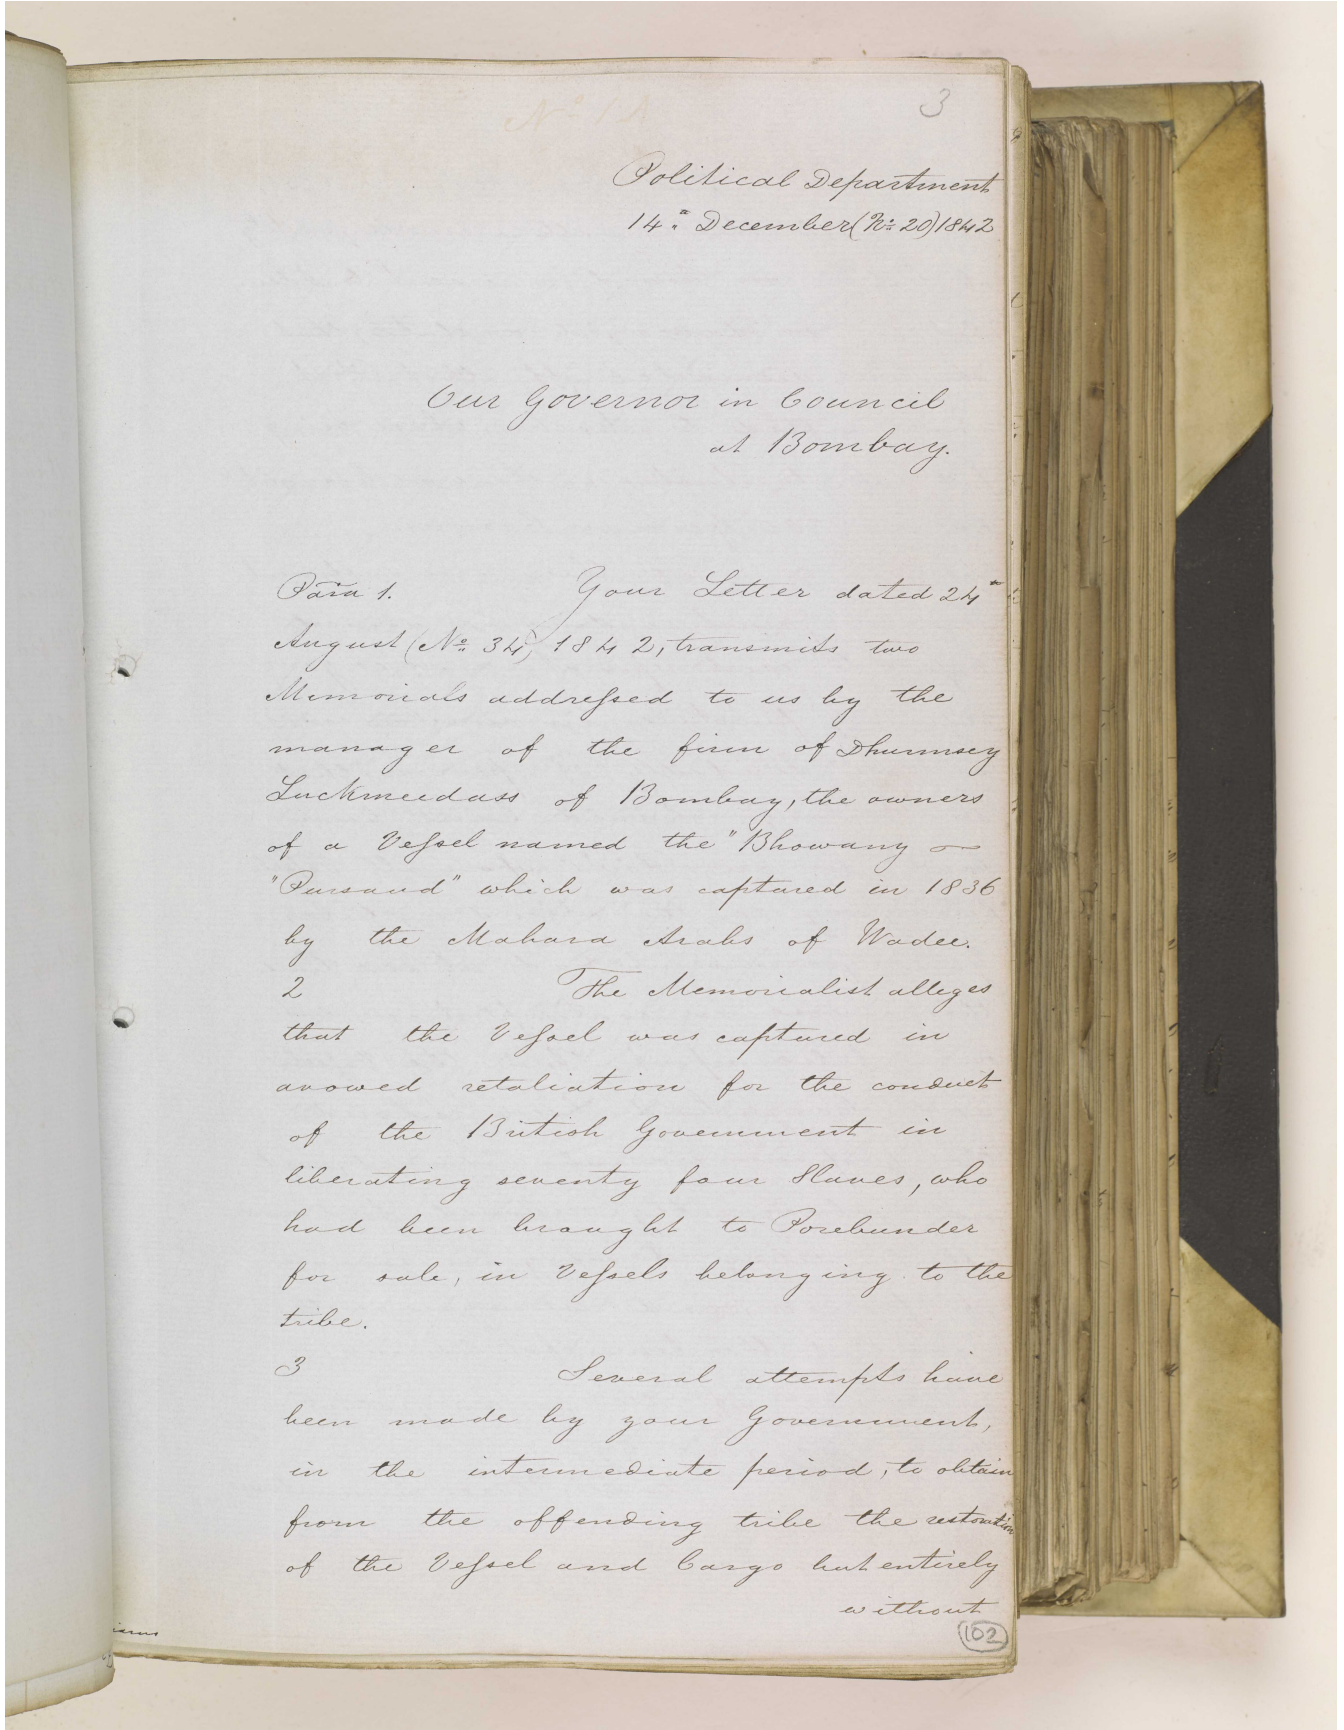 3
No 1A
Political Department
14th December (No 20) 1842
Our Governor in Council
at Bombay.
Para 1. Your Letter dated 24th
August (No 34) 1842, transmits two
Memorials addressed to us by the
manager of the firm of Dhurmsey
Luckmeedass of Bombay, the owners
of a Vessel named the "Bhowany
"Pursaud" which was captured in 1836
by the Mahara Arabs of Wadee.
2 The Memorialist alleges
that the Vessel was captured in
avowed retaliation for the conduct
of the British Government in
liberating seventy four Slaves, who
had been brought to Porebunder
for sale, in Vessels belonging to the
tribe.
3 Several attempts have
been made by your Government,
in the intermediate period, to obtain
from the offending tribe the restoration
of the Vessel and Cargo but entirely
without
102